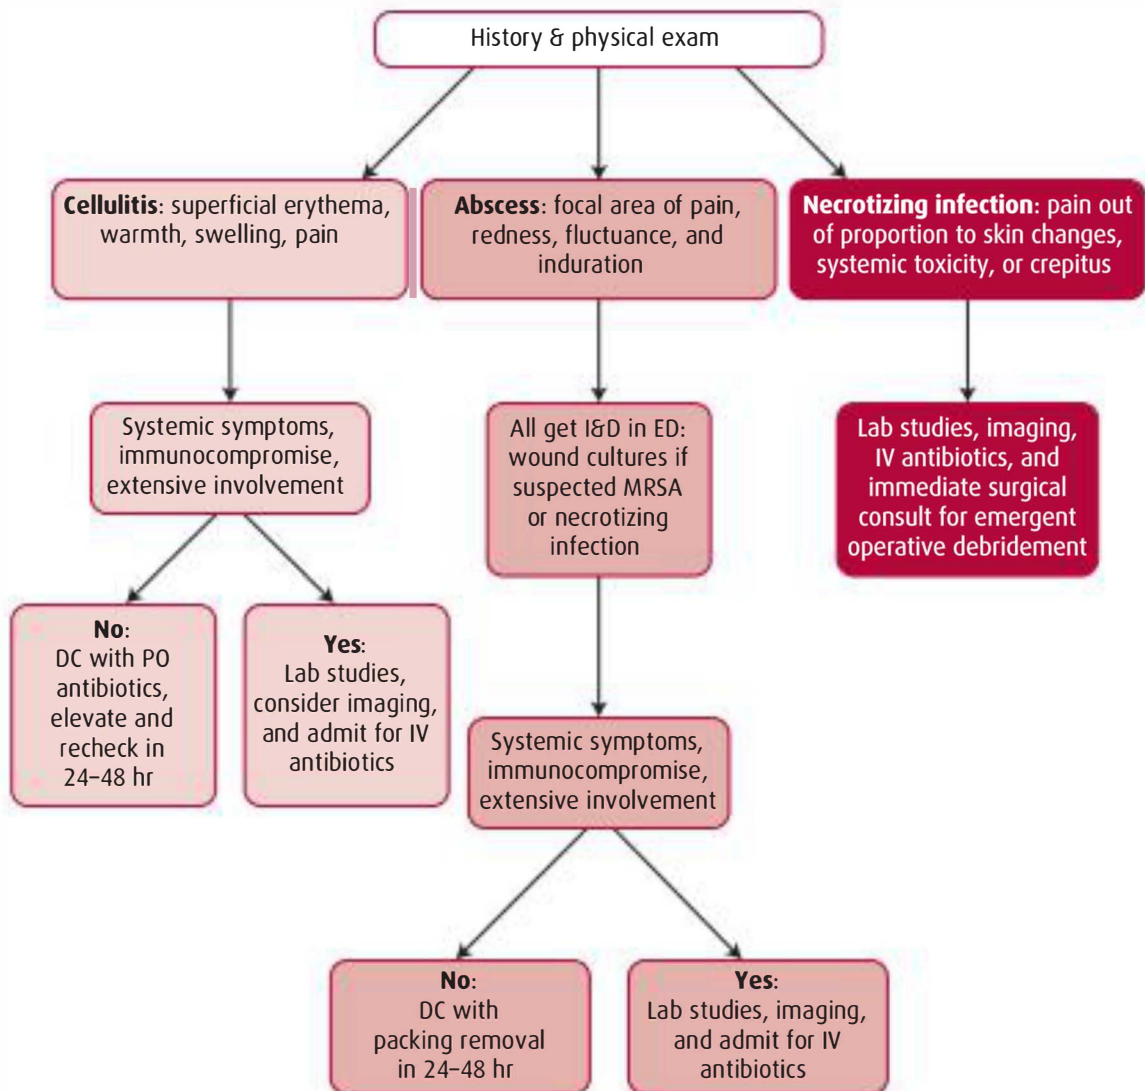 History & physical exam
Cellulitis: superficial erythema,
warmth, swelling, pain
Abscess: focal area of pain,
redness, fluctuance, and
induration
Necrotizing infection: pain out
of proportion to skin changes,
systemic toxicity, or crepitus
Systemic symptoms,
immunocompromise,
extensive involvement
All get I&D in ED:
wound cultures if
suspected MRSA
or necrotizing
infection
Lab studies, imaging,
IV antibiotics, and
immediate surgical
consult for emergent
operative debridement
No:
DC with PO
antibiotics,
elevate and
recheck in
24–48 hr
Yes:
Lab studies,
consider imaging,
and admit for IV
antibiotics
Systemic symptoms,
immunocompromise,
extensive involvement
No:
DC with
packing removal
in 24–48 hr
Yes:
Lab studies, imaging,
and admit for IV
antibiotics